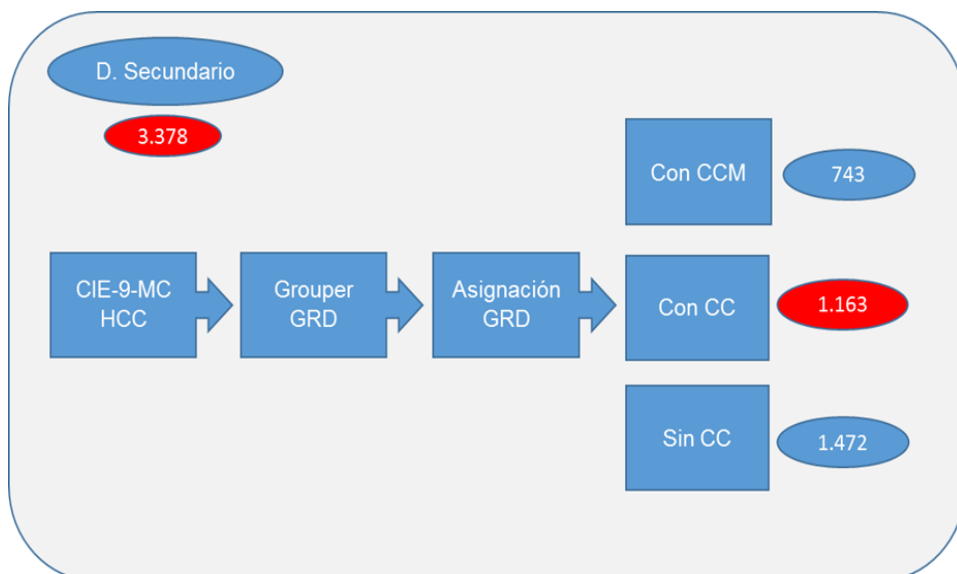 D. Secundario
3.378
CIE-9-MC
HCC
Grouper
GRD
Asignación
GRD
Con CCM
743
Con CC
1.163
Sin CC
1.472